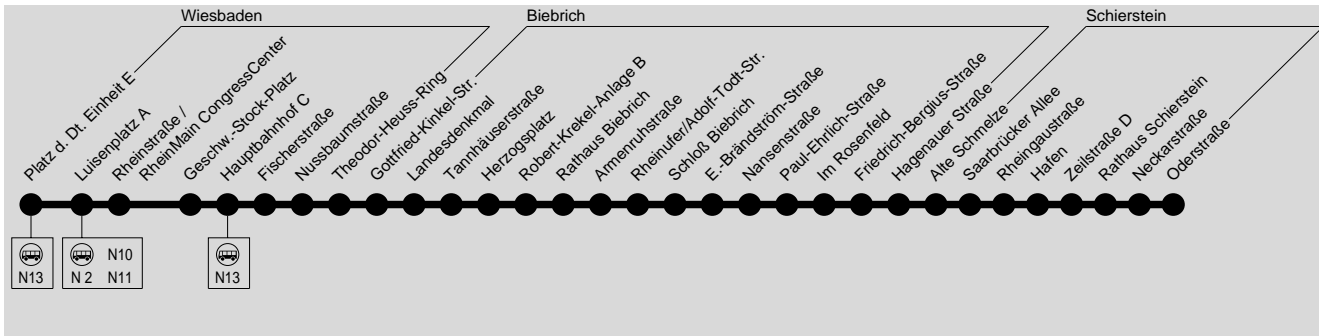 Wiesbaden
Biebrich
Schierstein
Platz d. Dt. Einheit E
Luisenplatz A
Rheinstraße /
RheinMain CongressCenter
Geschw.-Stock-Platz
Hauptbahnhof C
Fischerstraße
Nussbaumstraße
Theodor-Heuss-Ring
Gottfried-Kinkel-Str.
Landesdenkmal
Tannhäuserstraße
Herzogsplatz
Robert-Krekel-Anlage B
Rathaus Biebrich
Armenruhstraße
Rheinufer/Adolf-Todt-Str.
Schloß Biebrich
E.-Brändström-Straße
Nansenstraße
Paul-Ehrlich-Straße
Im Rosenfeld
Friedrich-Bergius-Straße
Hagenauer Straße
Alte Schmelze
Saarbrücker Allee
Rheingaustraße
Hafen
Zeilstraße D
Rathaus Schierstein
Neckarstraße
Oderstraße
N13
N10
N 2 N11
N13